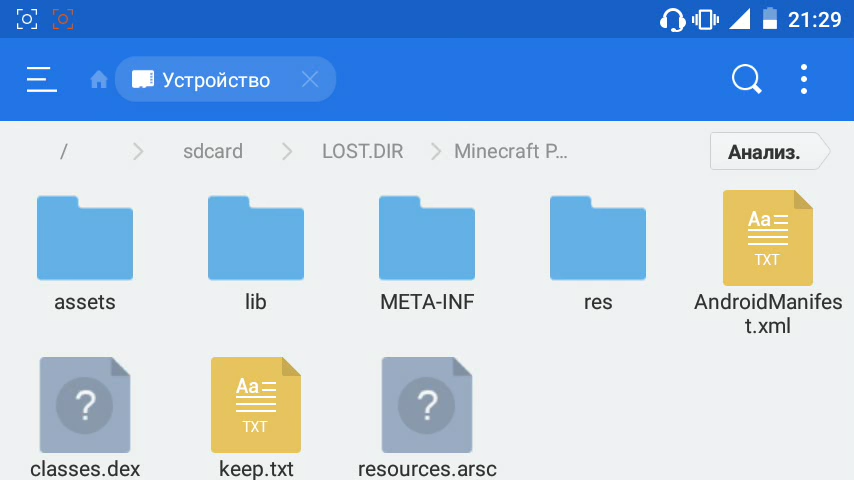 21:29
Устройство
/
sdcard
LOST.DIR
Minecraft P...
Анализ.
Aa
TXT
assets
lib
META-INF
res
AndroidManifes
t.xml
?
Aa
TXT
?
classes.dex
keep.txt
resources.arsc